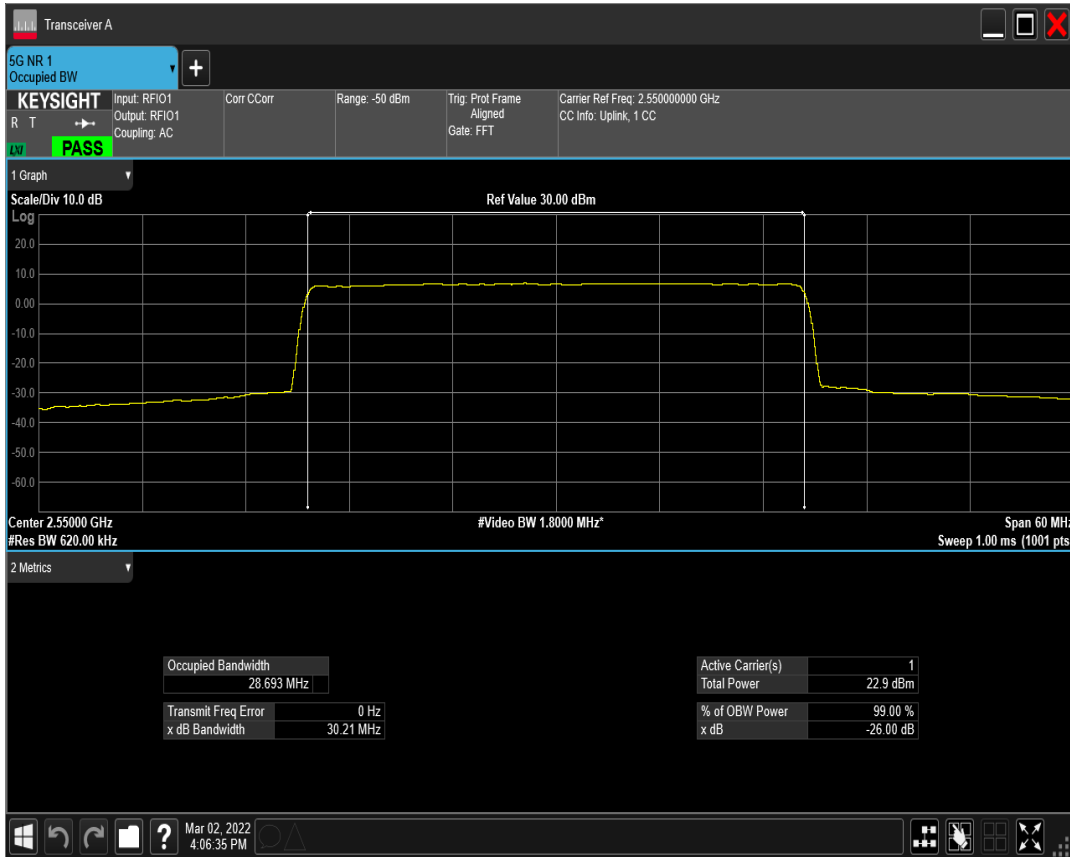 Transceiver A
5G NR 1
Occupied BW
+
KEYSIGHT
R T
LXI
PASS
Input: RFIO1
Output: RFIO1
Coupling: AC
Corr CCorr
Range: -50 dBm
Trig: Prot Frame
Aligned
Gate: FFT
Carrier Ref Freq: 2.550000000 GHz
CC Info: Uplink, 1 CC
1 Graph
Scale/Div 10.0 dB
Ref Value 30.00 dBm
Log
20.0
10.0
0.00
-10.0
-20.0
-30.0
-40.0
-50.0
-60.0
Center 2.55000 GHz
#Video BW 1.8000 MHz*
Span 60 MHz
#Res BW 620.00 kHz
Sweep 1.00 ms (1001 pts
2 Metrics
Occupied Bandwidth
28.693 MHz
Transmit Freq Error 0 Hz
x dB Bandwidth 30.21 MHz
Active Carrier(s) 1
Total Power 22.9 dBm
% of OBW Power 99.00 %
x dB -26.00 dB
?
Mar 02, 2022
4:06:35 PM